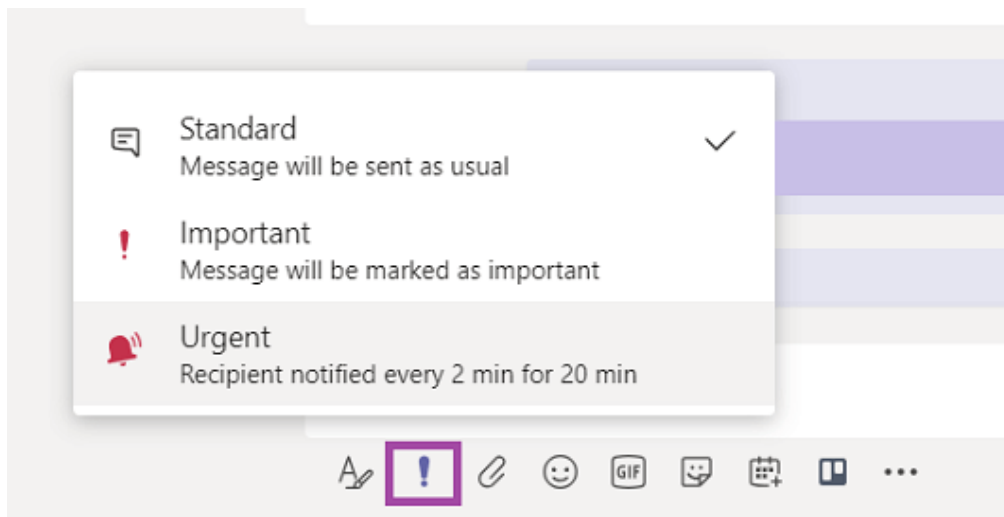 Standard
Message will be sent as usual
Important
Message will be marked as important
Urgent
Recipient notified every 2 min for 20 min
GIF